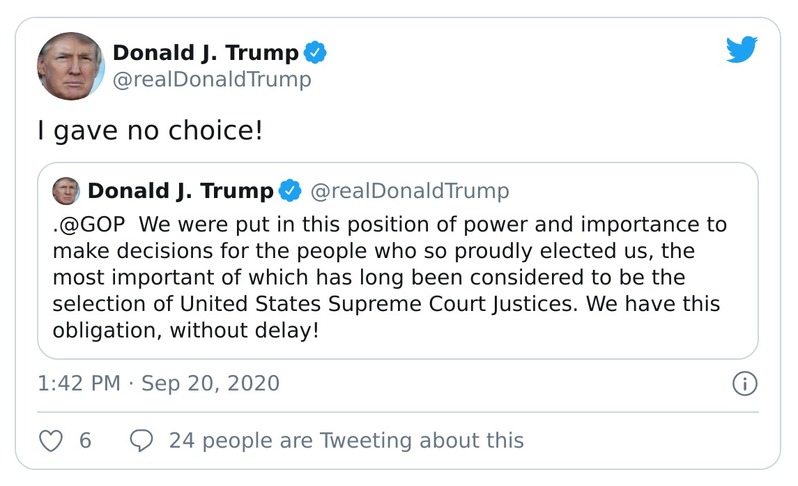 Donald J. Trump
@realDonaldTrump
I gave no choice!
Donald J. Trump @realDonaldTrump
.@GOP We were put in this position of power and importance to
make decisions for the people who so proudly elected us, the
most important of which has long been considered to be the
selection of United States Supreme Court Justices. We have this
obligation, without delay!
1:42 PM · Sep 20, 2020
6 24 people are Tweeting about this